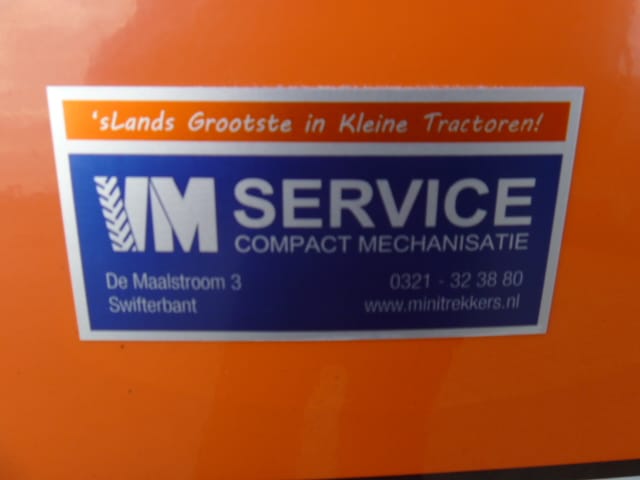 'sLands Grootste in Kleine Tractoren!
VM SERVICE
COMPACT MECHANISATIE
De Maalstroom 3
0321 - 32 38 80
Swifterbant
www.minitrekkers.nl